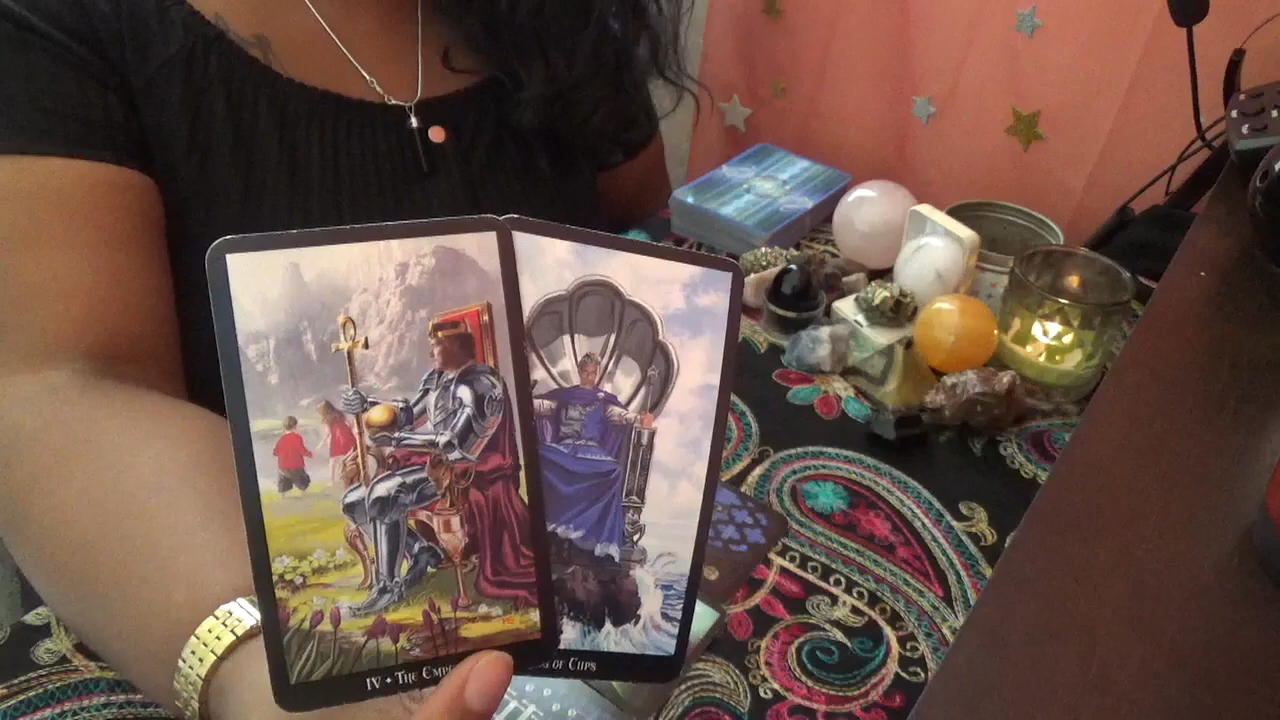 IV • THE EMP
G OF CUPS